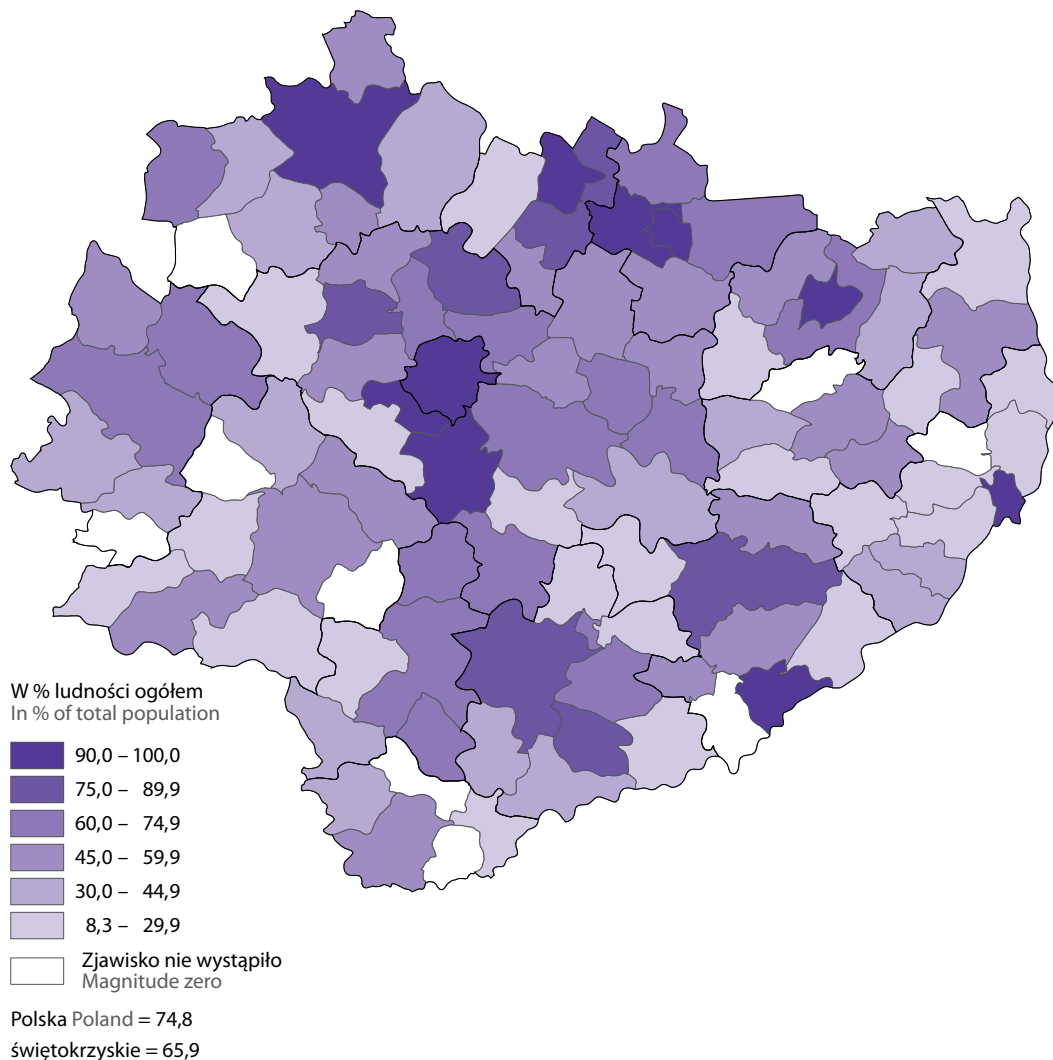 W % ludności ogółem
In % of total population
90,0 – 100,0
75,0 – 89,9
60,0 – 74,9
45,0 – 59,9
30,0 – 44,9
8,3 – 29,9
Zjawisko nie wystąpiło
Magnitude zero
Polska Poland = 74,8
świętokrzyskie = 65,9